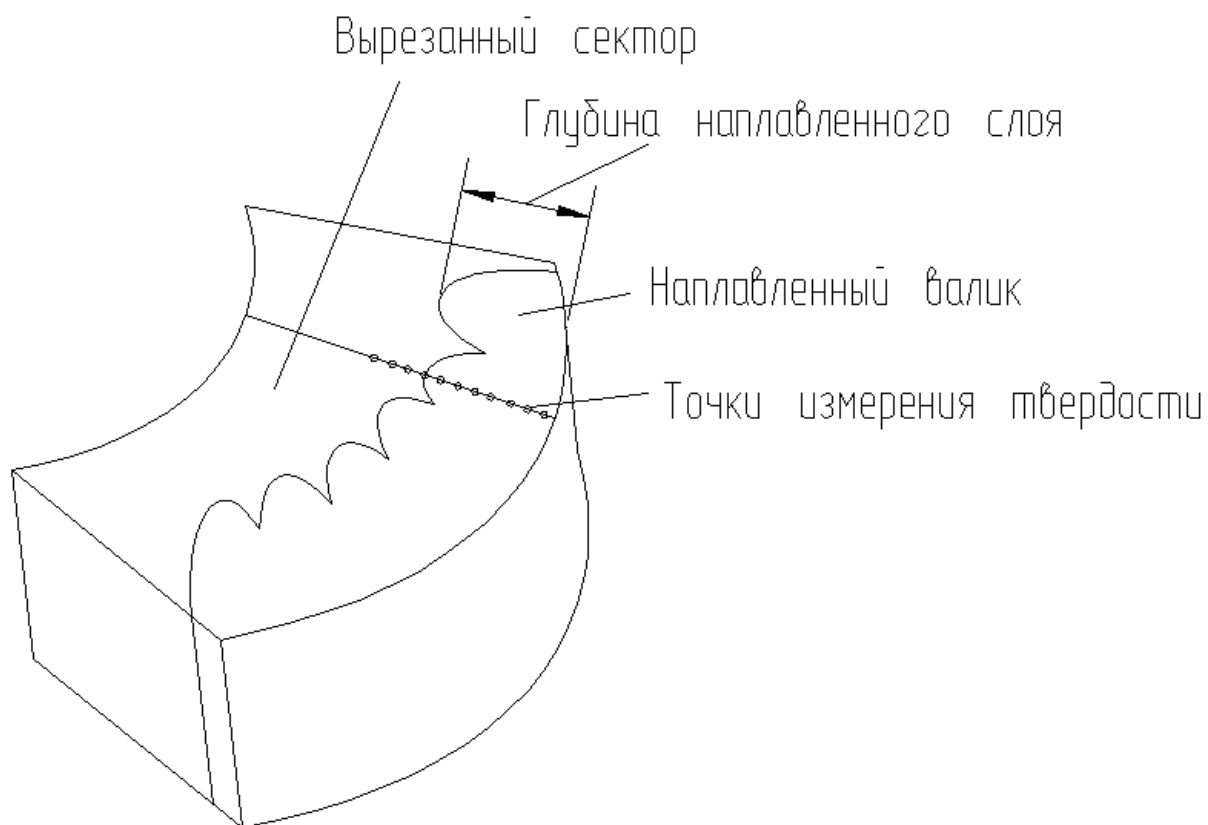 Вырезанный сектор
Глубина наплавленного слоя
Наплавленный валик
Точки измерения твердости